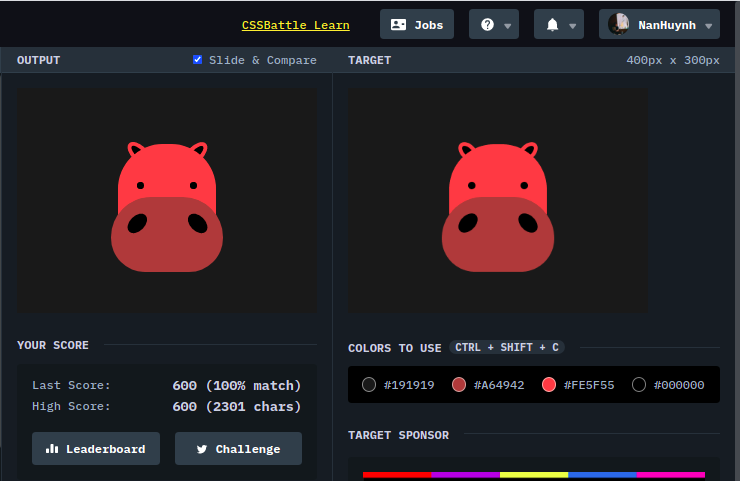 CSSBattle Learn Jobs NanHuynh
OUTPUT Slide & Compare TARGET 400px x 300px
YOUR SCORE
COLORS TO USE CTRL + SHIFT + C
Last Score: 600 (100% match)
High Score: 600 (2301 chars)
#191919 #A64942 #FE5F55 #000000
Leaderboard Challenge
TARGET SPONSOR